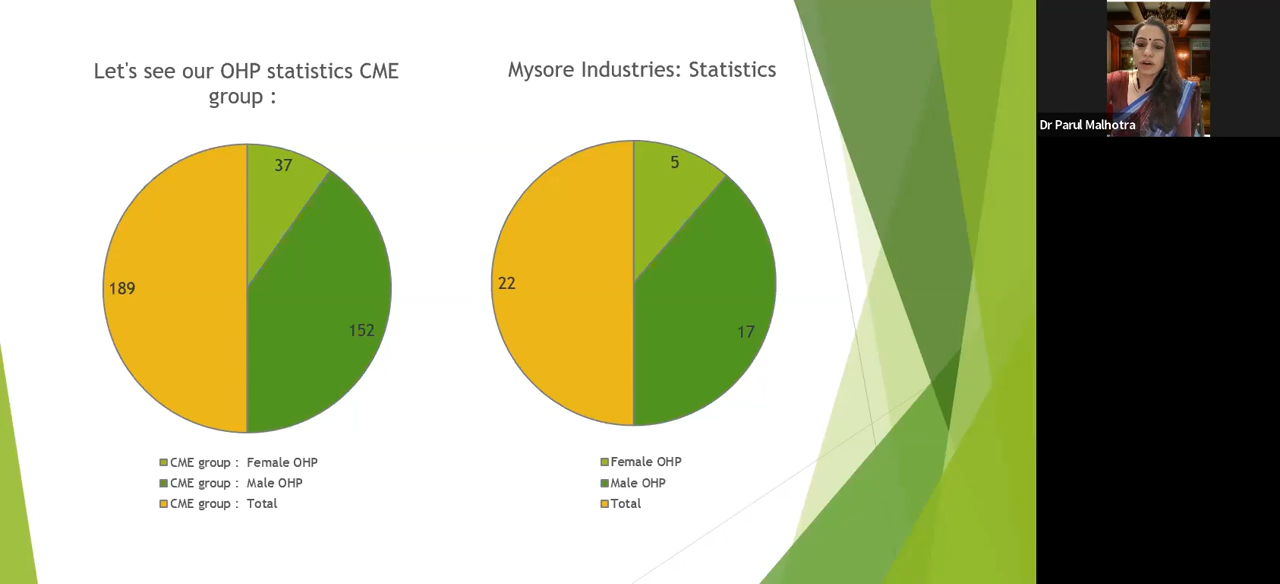 Let's see our OHP statistics CME
group :
37
189
152
CME group : Female OHP
CME group : Male OHP
CME group : Total
Mysore Industries: Statistics
5
22
17
Female OHP
Male OHP
Total
Dr Parul Malhotra